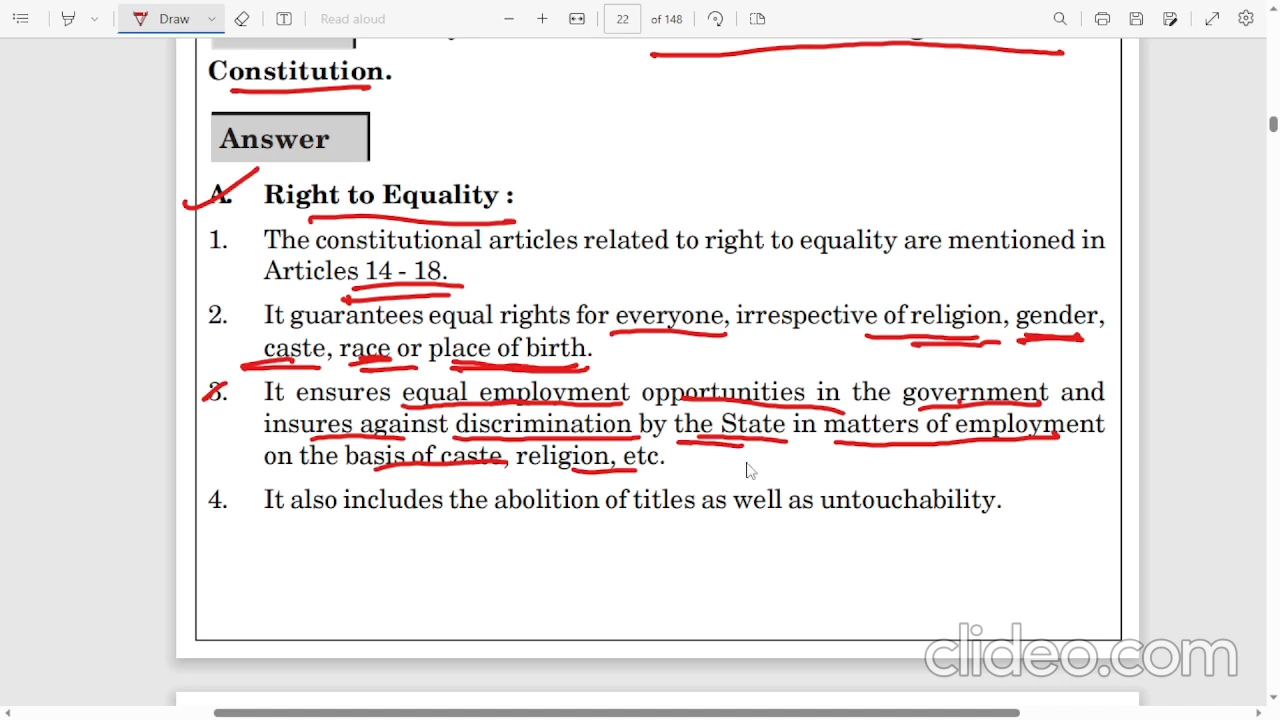 Draw
Read aloud
22
of 148
Constitution.
Answer
A. Right to Equality :
1. The constitutional articles related to right to equality are mentioned in
Articles 14 - 18.
2. It guarantees equal rights for everyone, irrespective of religion, gender,
caste, race or place of birth.
3. It ensures equal employment opportunities in the government and
insures against discrimination by the State in matters of employment
on the basis of caste, religion, etc.
4. It also includes the abolition of titles as well as untouchability.
clideo.com